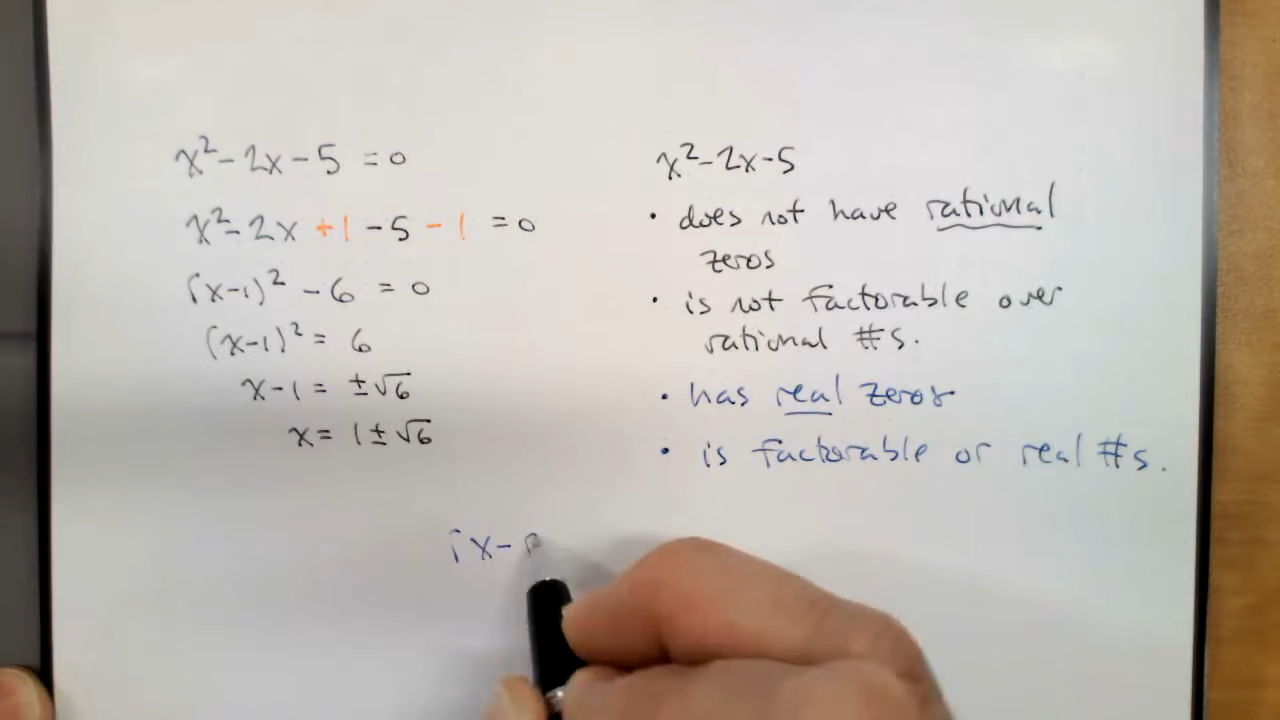 x² - 2x - 5 = 0
x² - 2x + 1 - 5 - 1 = 0
(x-1)² - 6 = 0
(x-1)² = 6
x - 1 = ±√6
x = 1 ± √6
x² - 2x - 5
• does not have rational
zeros
• is not factorable over
rational #s.
• has real zeros
• is factorable or real #s.
(x-